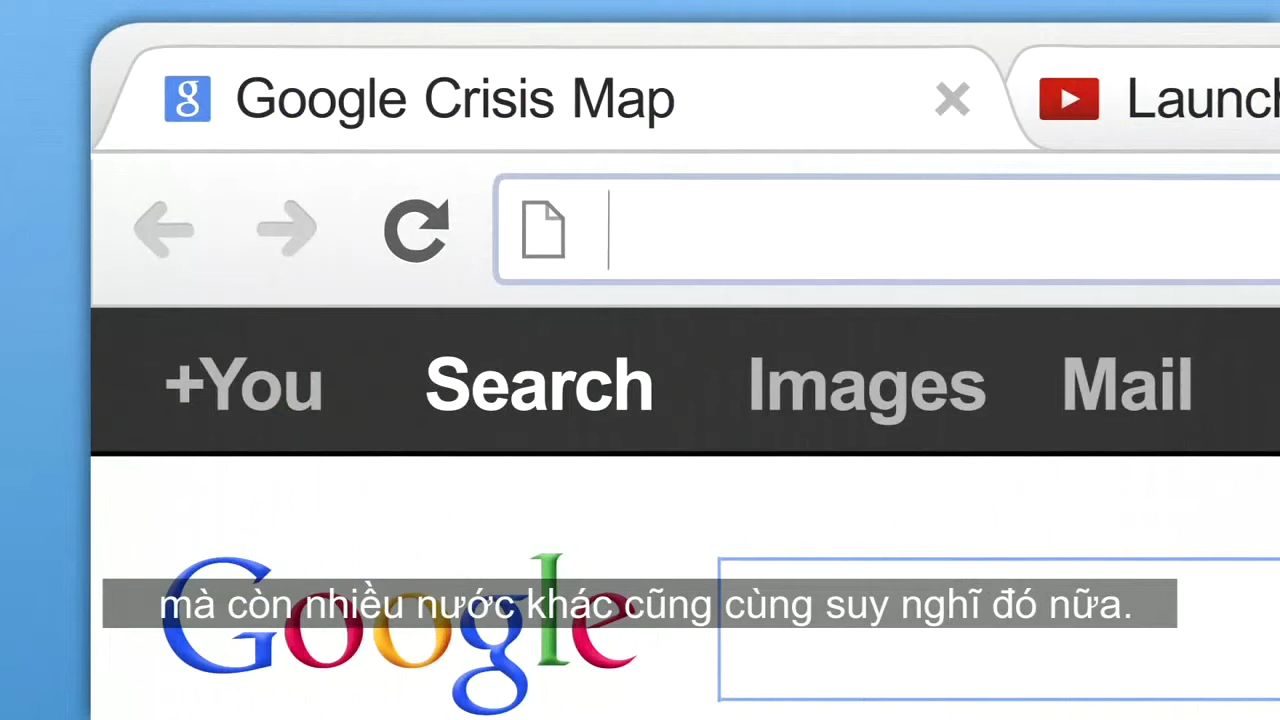 Google Crisis Map
Launch
+You Search Images Mail
Google
mà còn nhiều nước khác cũng cùng suy nghĩ đó nữa.